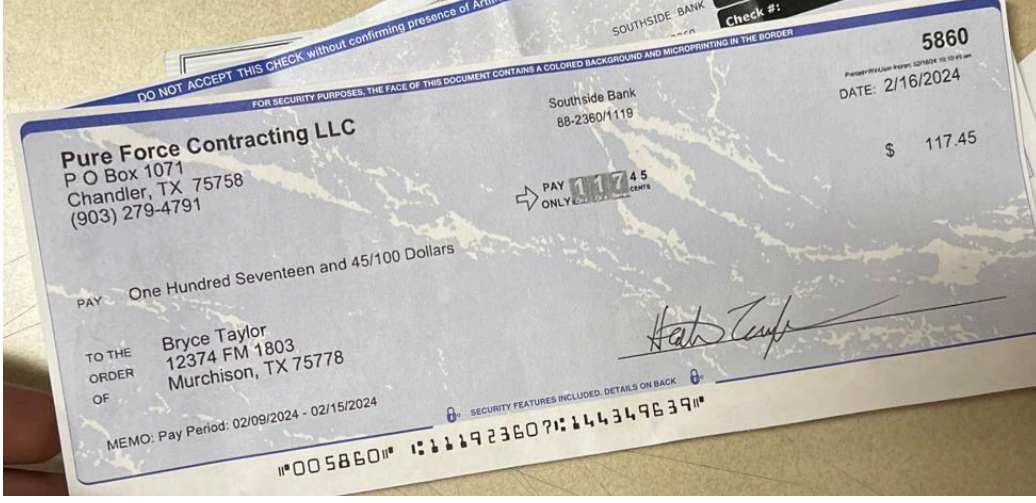 DO NOT ACCEPT THIS CHECK without confirming presence of
SOUTHSIDE BANK
Check #:
FOR SECURITY PURPOSES, THE FACE OF THIS DOCUMENT CONTAINS A COLORED BACKGROUND AND MICROPRINTING IN THE BORDER
5860
Pure Force Contracting LLC
P O Box 1071
Chandler, TX 75758
(903) 279-4791
Southside Bank
88-2360/1119
DATE: 2/16/2024
$ 117.45
PAY 117 45
ONLY CENTS
PAY One Hundred Seventeen and 45/100 Dollars
TO THE
ORDER
OF
Bryce Taylor
12374 FM 1803
Murchison, TX 75778
MEMO: Pay Period: 02/09/2024 - 02/15/2024
SECURITY FEATURES INCLUDED. DETAILS ON BACK
⑈005860⑈ ⑆111923607⑆144349639⑈